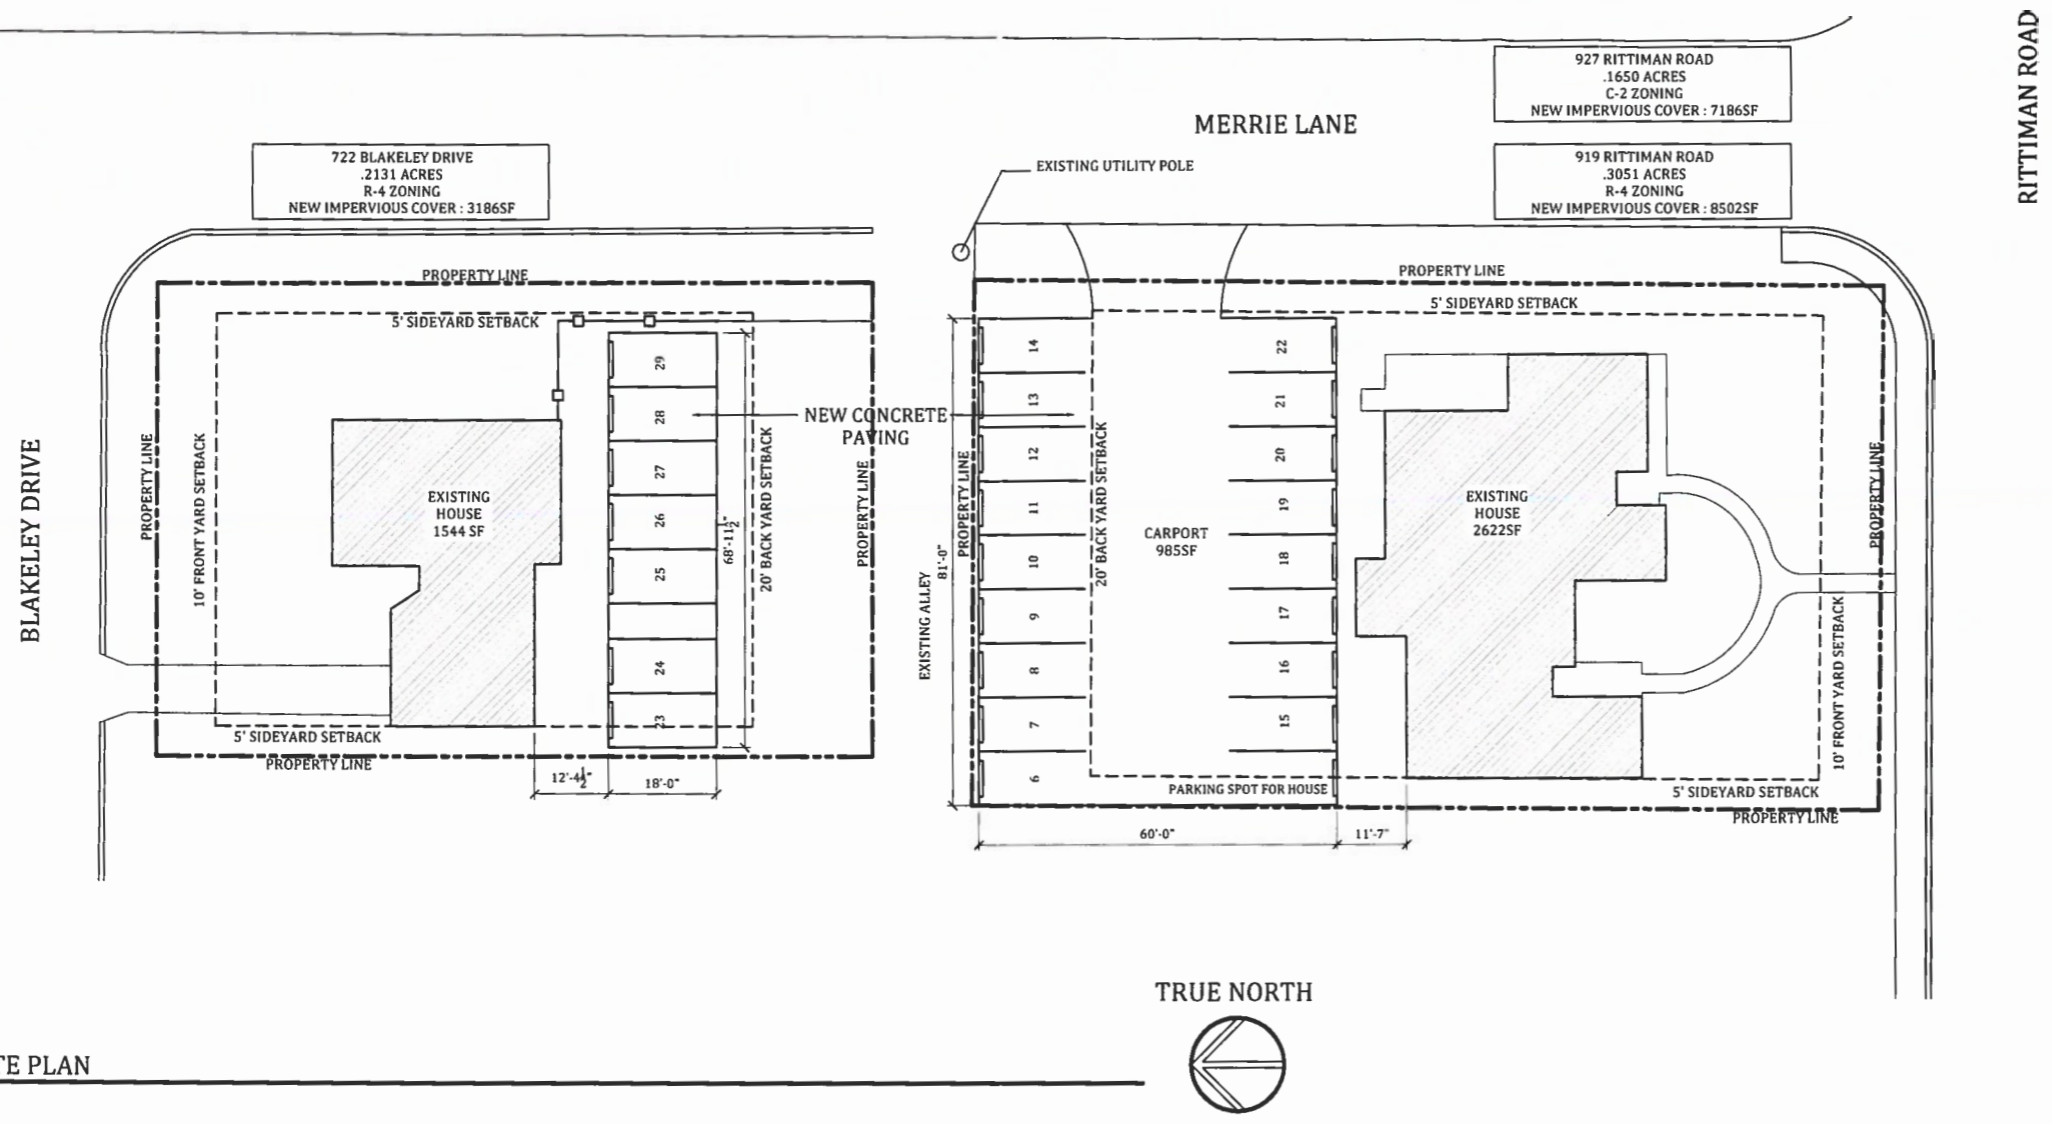 RITTIMAN ROAD
927 RITTIMAN ROAD
.1650 ACRES
C-2 ZONING
NEW IMPERVIOUS COVER : 7186SF
MERRIE LANE
919 RITTIMAN ROAD
.3051 ACRES
R-4 ZONING
NEW IMPERVIOUS COVER : 8502SF
722 BLAKELEY DRIVE
.2131 ACRES
R-4 ZONING
NEW IMPERVIOUS COVER : 3186SF
EXISTING UTILITY POLE
PROPERTY LINE
5' SIDEYARD SETBACK
BLAKELEY DRIVE
PROPERTY LINE
10' FRONT YARD SETBACK
EXISTING
HOUSE
1544 SF
29
28
27
26
25
24
23
68'-11½"
20' BACK YARD SETBACK
PROPERTY LINE
NEW CONCRETE
PAVING
5' SIDEYARD SETBACK
PROPERTY LINE
12'-4½"
18'-0"
PROPERTY LINE
5' SIDEYARD SETBACK
EXISTING ALLEY
81'-0"
PROPERTY LINE
14
13
12
11
10
9
8
7
6
20' BACK YARD SETBACK
CARPORT
985SF
22
21
20
19
18
17
16
15
PARKING SPOT FOR HOUSE
EXISTING
HOUSE
2622SF
PROPERTY LINE
10' FRONT YARD SETBACK
5' SIDEYARD SETBACK
PROPERTY LINE
60'-0"
11'-7"
TRUE NORTH
TE PLAN